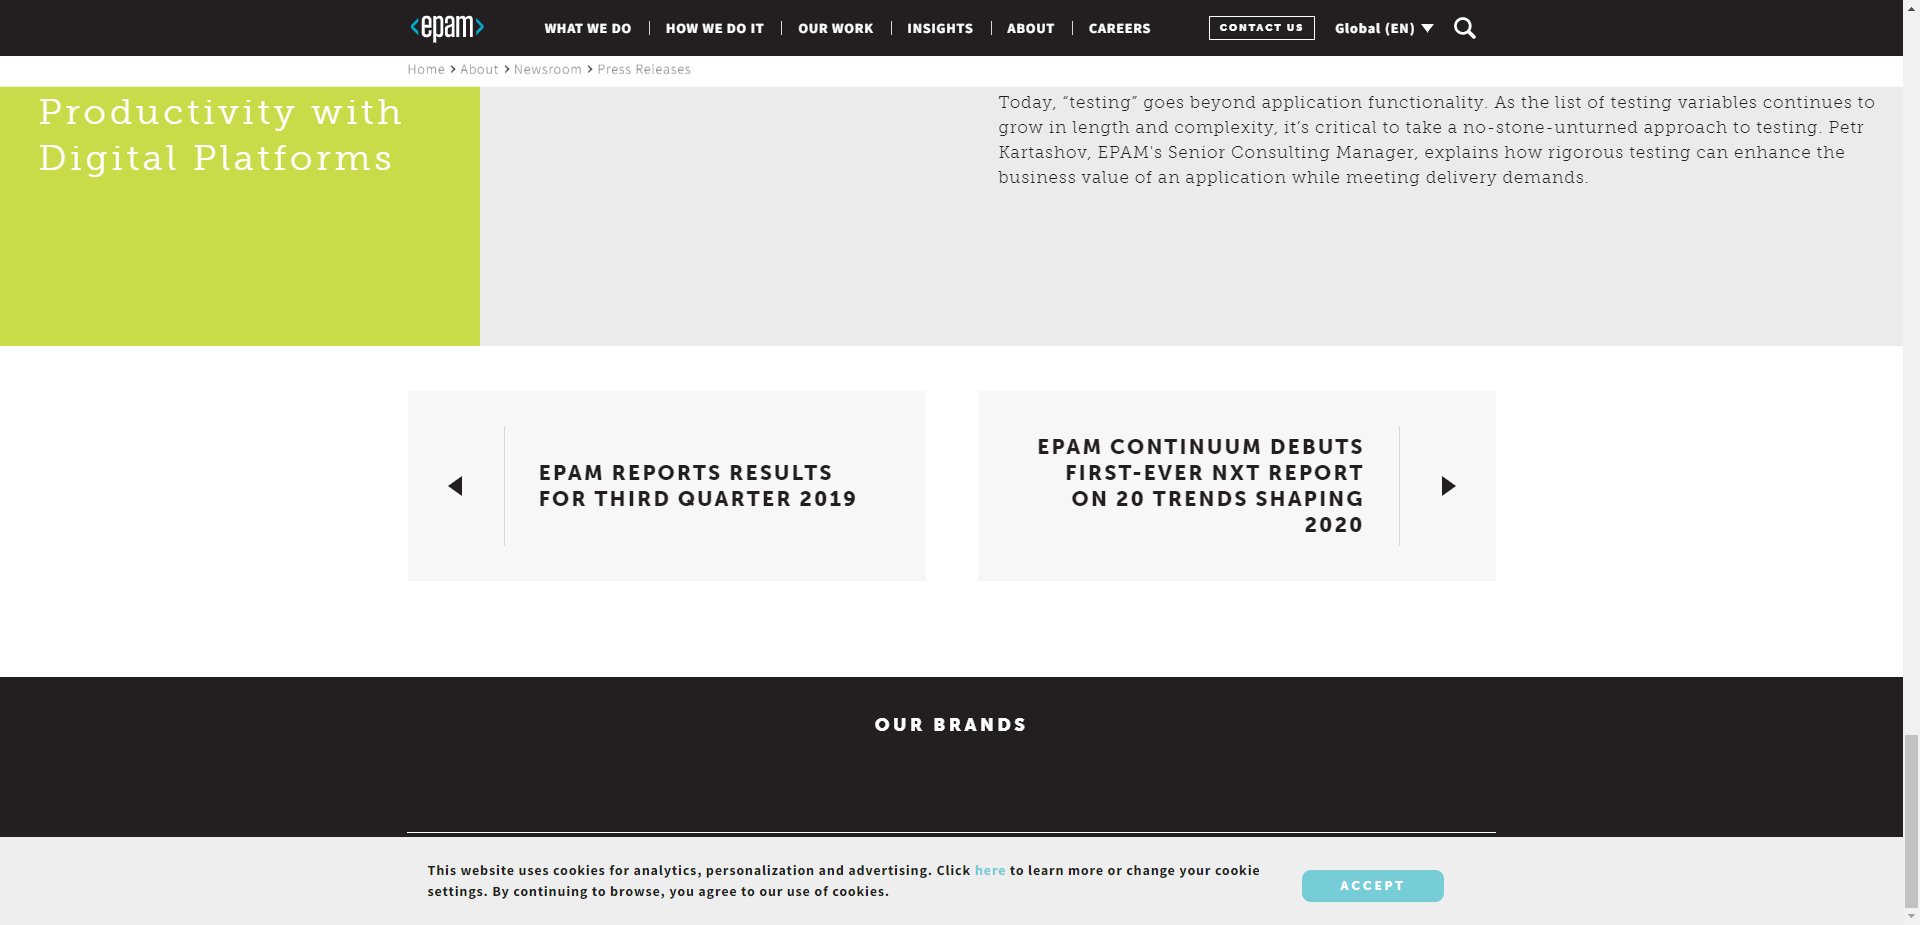 <epam>
WHAT WE DO
HOW WE DO IT
OUR WORK
INSIGHTS
ABOUT
CAREERS
CONTACT US
Global (EN)
Home > About > Newsroom > Press Releases
Productivity with
Digital Platforms
Today, “testing” goes beyond application functionality. As the list of testing variables continues to
grow in length and complexity, it’s critical to take a no-stone-unturned approach to testing. Petr
Kartashov, EPAM's Senior Consulting Manager, explains how rigorous testing can enhance the
business value of an application while meeting delivery demands.
EPAM REPORTS RESULTS
FOR THIRD QUARTER 2019
EPAM CONTINUUM DEBUTS
FIRST-EVER NXT REPORT
ON 20 TRENDS SHAPING
2020
OUR BRANDS
This website uses cookies for analytics, personalization and advertising. Click here to learn more or change your cookie
settings. By continuing to browse, you agree to our use of cookies.
ACCEPT